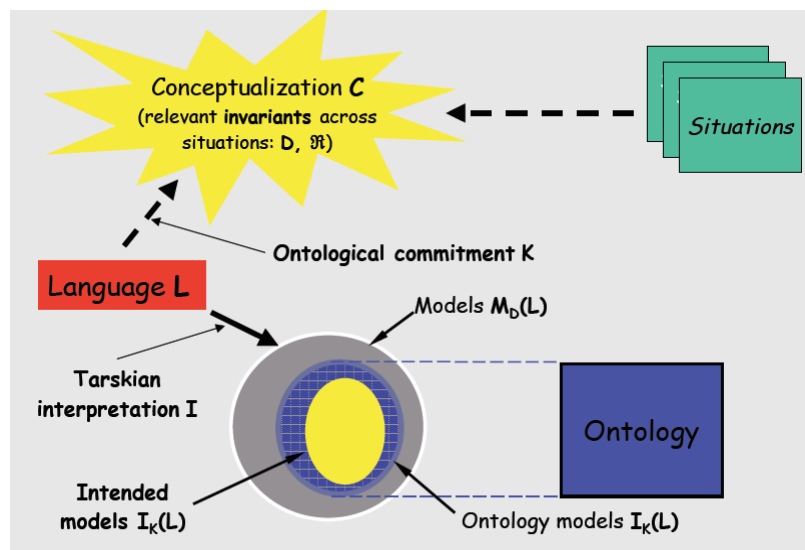 Conceptualization C
(relevant invariants across
situations: D, ℜ)
Situations
Ontological commitment K
Language L
Models M_D(L)
Tarskian
interpretation I
Ontology
Intended
models I_K(L)
Ontology models I_K(L)